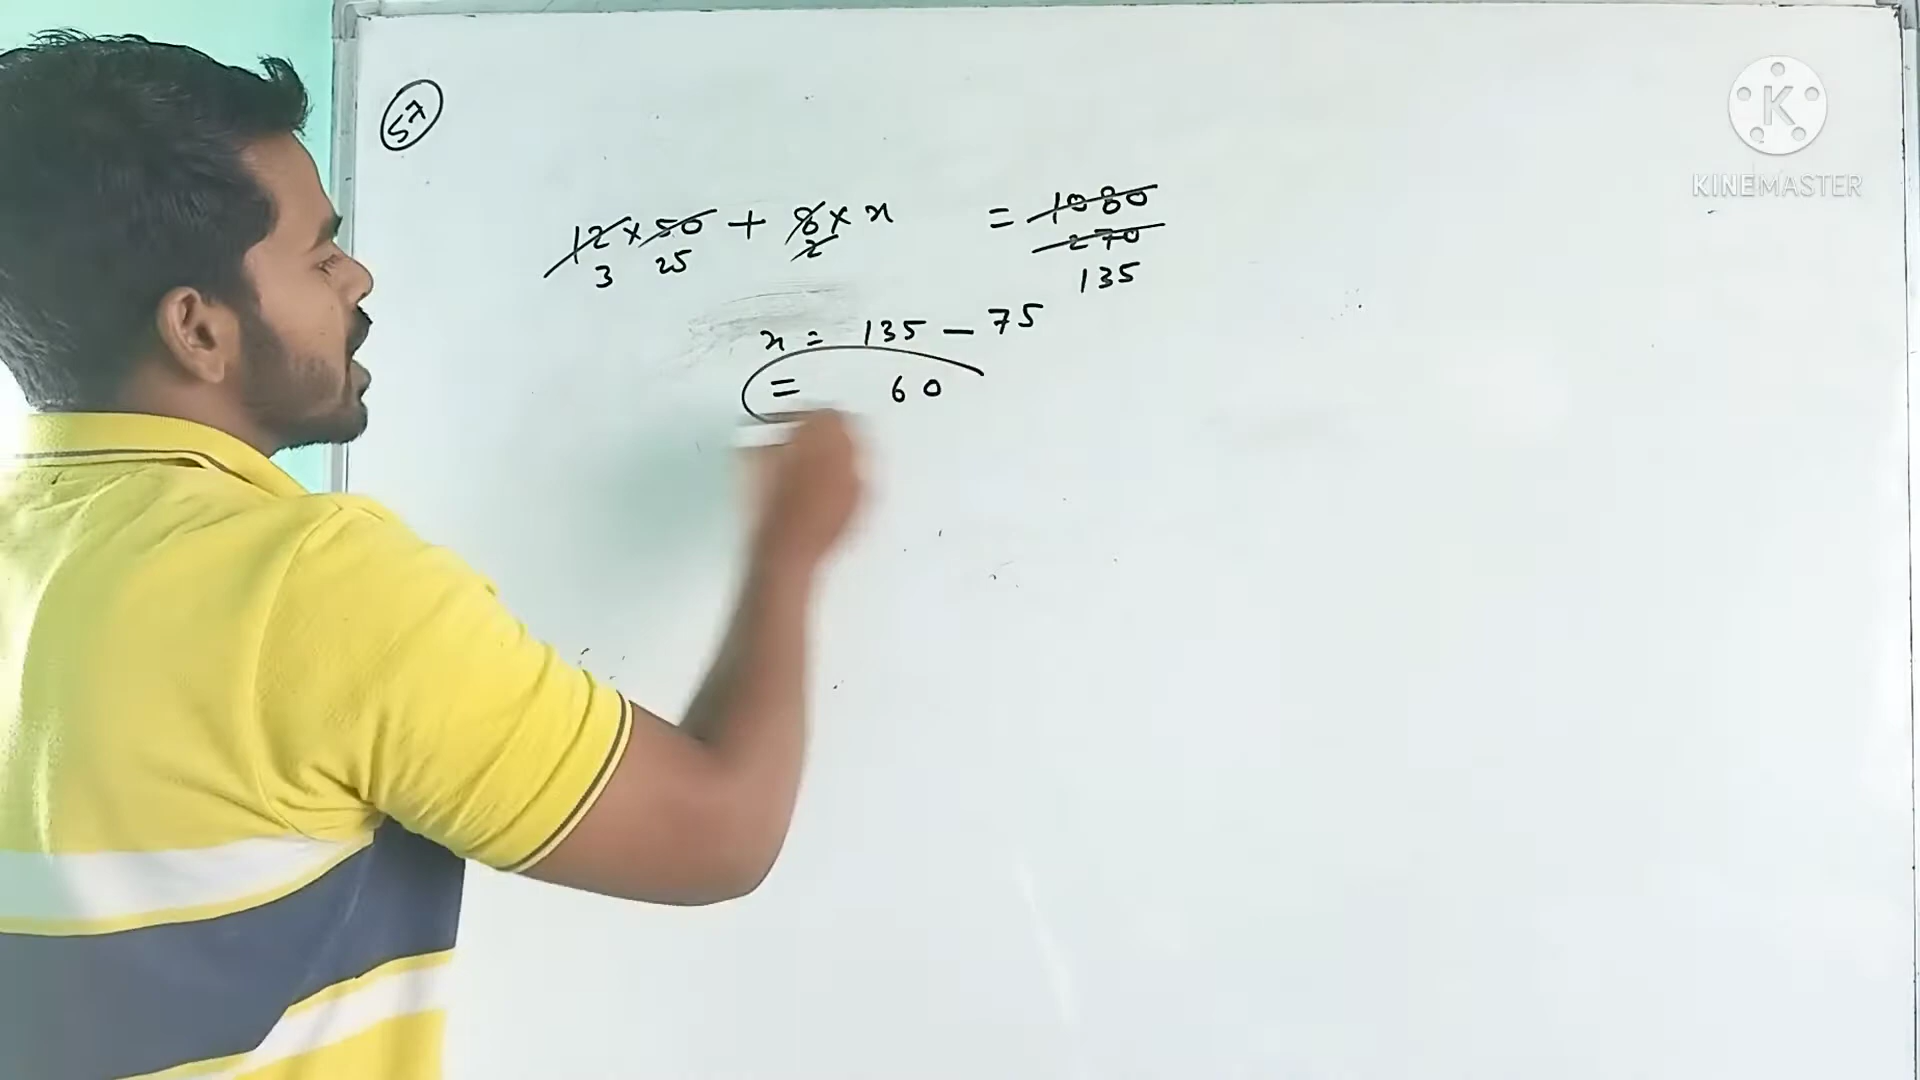 57
K
KINEMASTER
12 × 50 + 8 × x = 1080
3 25 2 270
135
x = 135 - 75
= 60